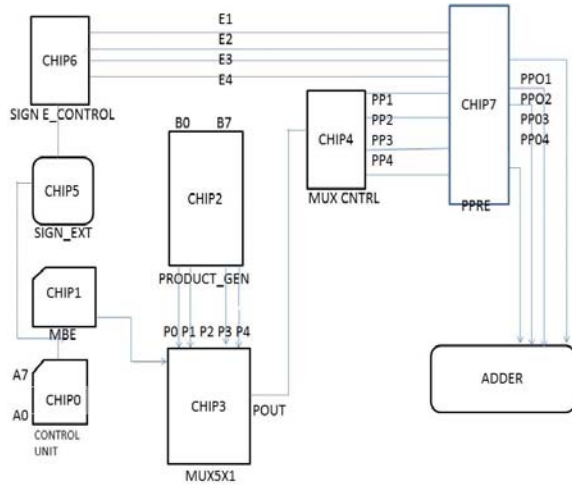 E1
E2
E3
E4
CHIP6
SIGN E_CONTROL
CHIP7
PPRE
PPO1
PPO2
PP03
PP04
B0 B7
CHIP4
MUX CNTRL
PP1
PP2
PP3
PP4
CHIP5
SIGN_EXT
CHIP2
PRODUCT_GEN
CHIP1
MBE
P0 P1 P2 P3 P4
A7
A0
CHIP0
CONTROL
UNIT
CHIP3
POUT
MUX5X1
ADDER